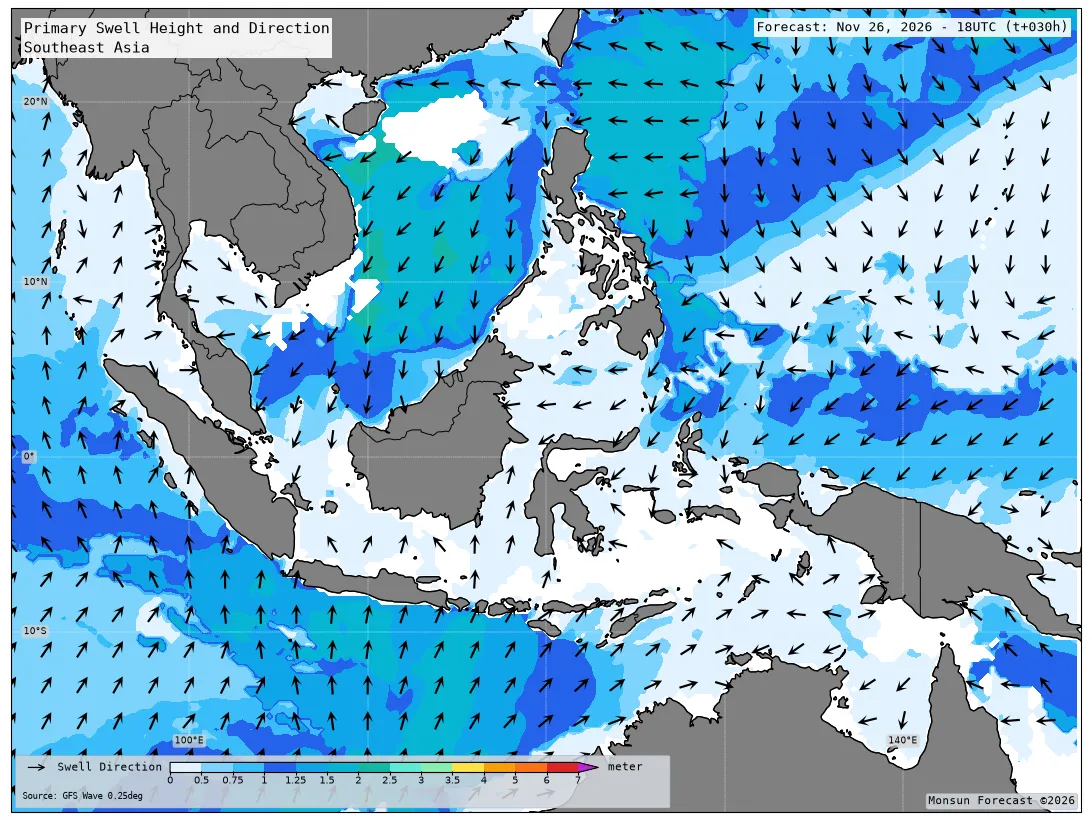 Primary Swell Height and Direction
Southeast Asia
Forecast: Nov 26, 2026 - 18UTC (t+030h)
20°N
10°N
0°
10°S
100°E
140°E
Swell Direction
meter
0 0.5 0.75 1 1.25 1.5 2 2.5 3 3.5 4 5 6 7
Source: GFS Wave 0.25deg
Monsun Forecast ©2026